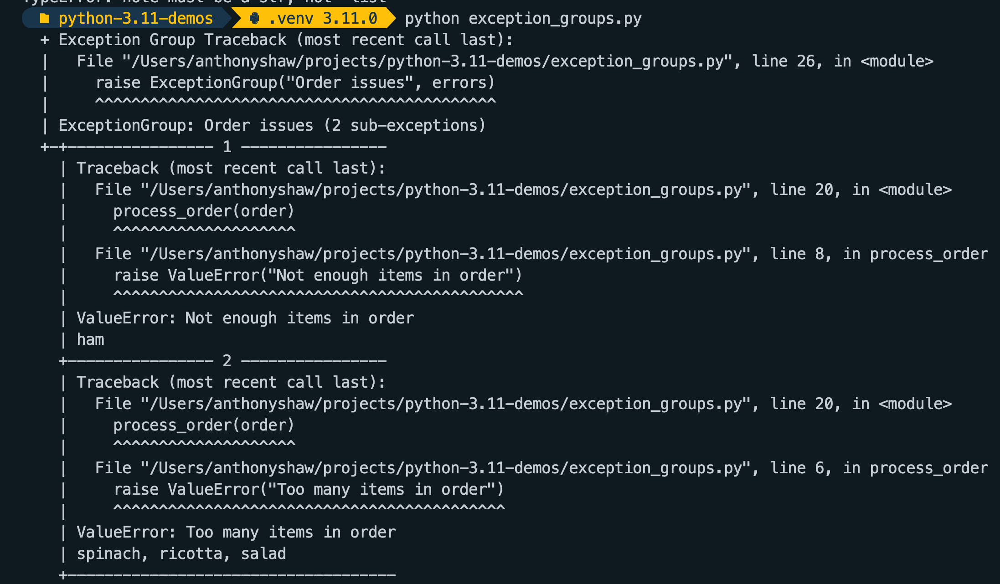 TypeError: note must be a str, not 'list'
python-3.11-demos .venv 3.11.0 python exception_groups.py
+ Exception Group Traceback (most recent call last):
|   File "/Users/anthonyshaw/projects/python-3.11-demos/exception_groups.py", line 26, in <module>
|     raise ExceptionGroup("Order issues", errors)
|     ^^^^^^^^^^^^^^^^^^^^^^^^^^^^^^^^^^^^^^^^^^^^
| ExceptionGroup: Order issues (2 sub-exceptions)
+-+---------------- 1 ----------------
  | Traceback (most recent call last):
  |   File "/Users/anthonyshaw/projects/python-3.11-demos/exception_groups.py", line 20, in <module>
  |     process_order(order)
  |     ^^^^^^^^^^^^^^^^^^^^
  |   File "/Users/anthonyshaw/projects/python-3.11-demos/exception_groups.py", line 8, in process_order
  |     raise ValueError("Not enough items in order")
  |     ^^^^^^^^^^^^^^^^^^^^^^^^^^^^^^^^^^^^^^^^^^^^^
  | ValueError: Not enough items in order
  | ham
  +---------------- 2 ----------------
  | Traceback (most recent call last):
  |   File "/Users/anthonyshaw/projects/python-3.11-demos/exception_groups.py", line 20, in <module>
  |     process_order(order)
  |     ^^^^^^^^^^^^^^^^^^^^
  |   File "/Users/anthonyshaw/projects/python-3.11-demos/exception_groups.py", line 6, in process_order
  |     raise ValueError("Too many items in order")
  |     ^^^^^^^^^^^^^^^^^^^^^^^^^^^^^^^^^^^^^^^^^^^
  | ValueError: Too many items in order
  | spinach, ricotta, salad
  +------------------------------------